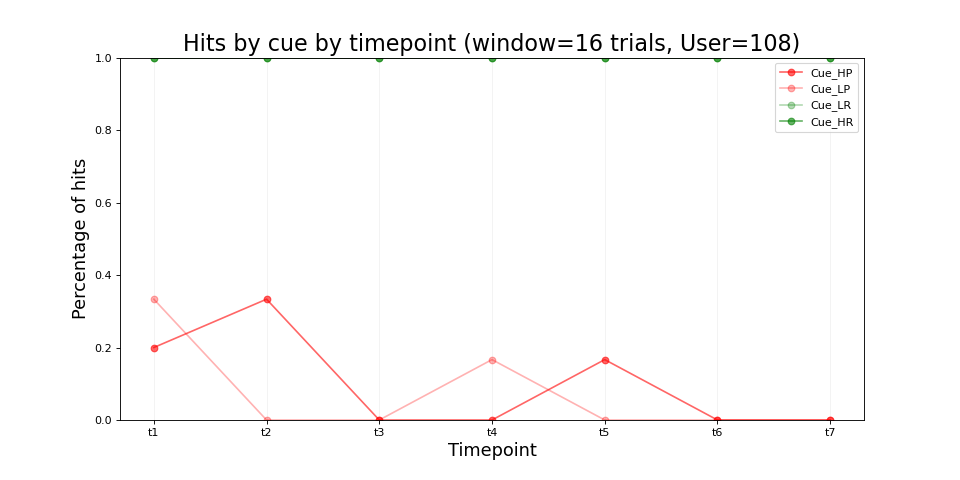 Hits by cue by timepoint (window=16 trials, User=108)
Percentage of hits
1.0
0.8
0.6
0.4
0.2
0.0
Cue_HP
Cue_LP
Cue_LR
Cue_HR
t1 t2 t3 t4 t5 t6 t7
Timepoint